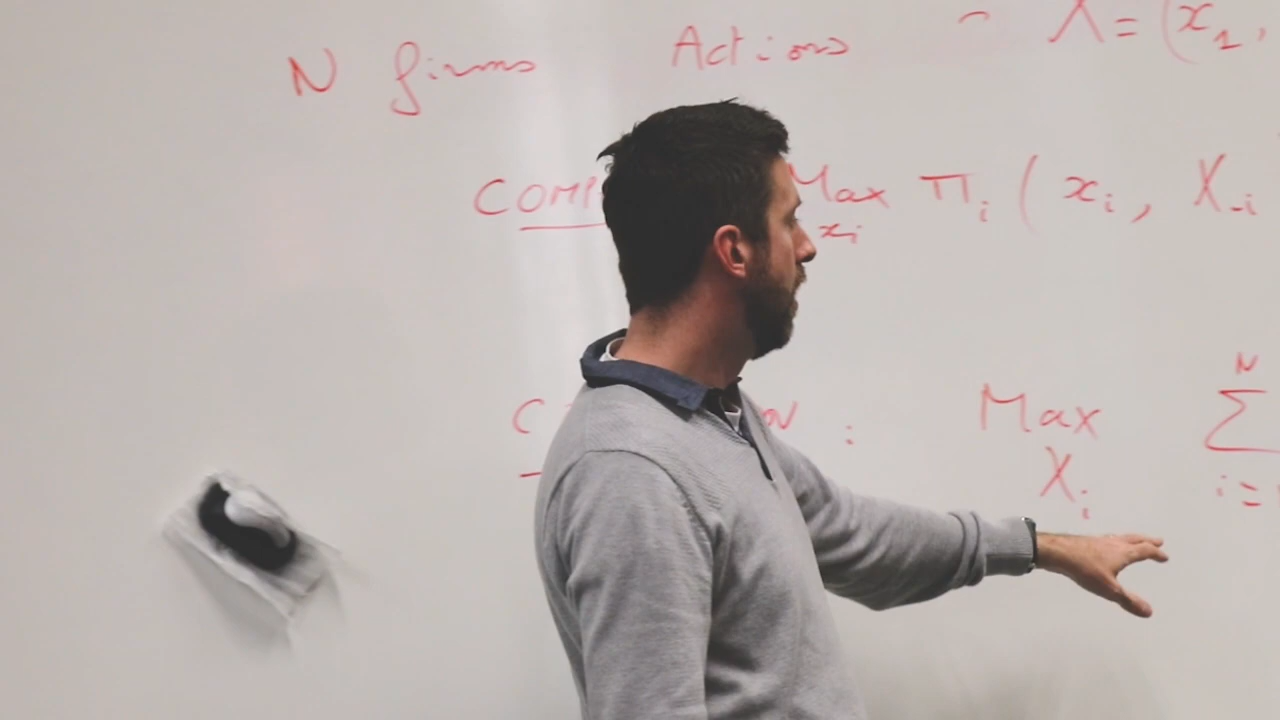 N firms Actions X = (x₁,
COMP Max πᵢ ( xᵢ, X₋ᵢ
xᵢ
N
: Max Σ
Xᵢ i=